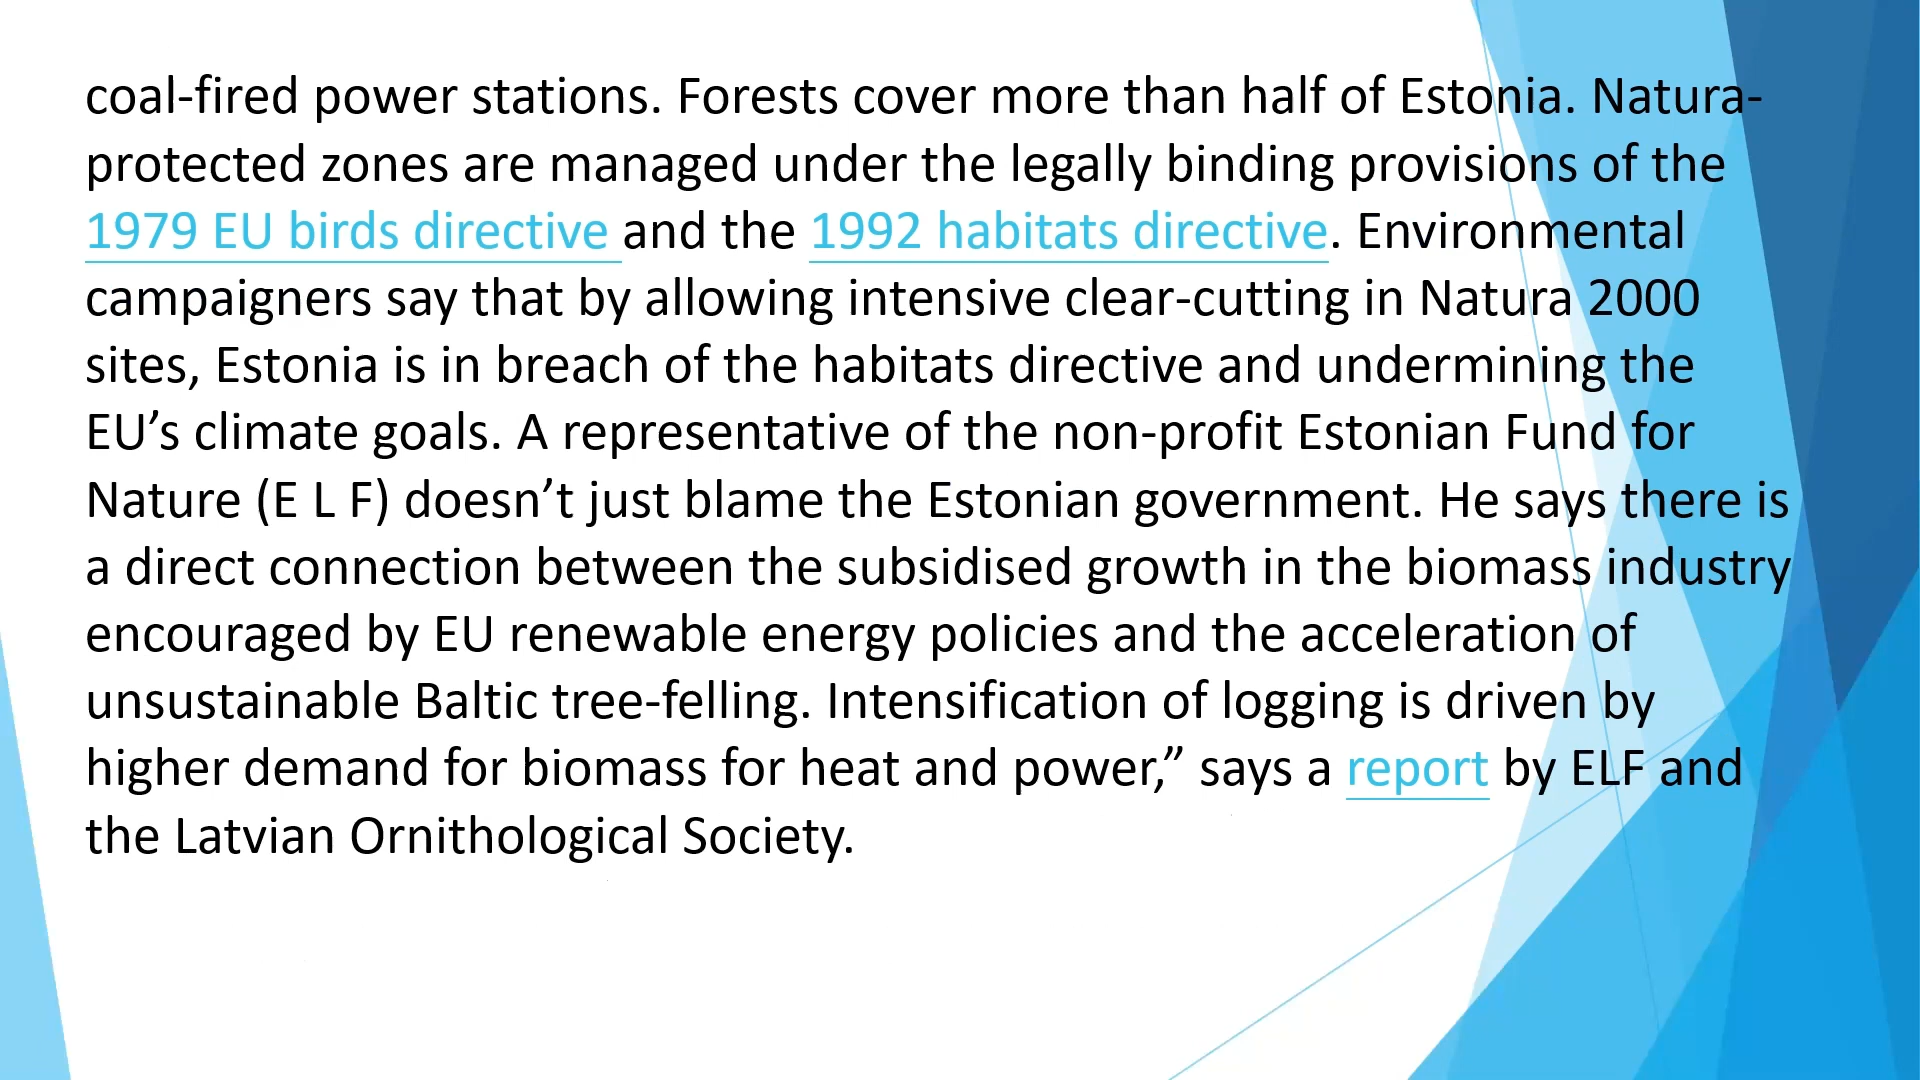 coal-fired power stations. Forests cover more than half of Estonia. Natura-
protected zones are managed under the legally binding provisions of the
1979 EU birds directive and the 1992 habitats directive. Environmental
campaigners say that by allowing intensive clear-cutting in Natura 2000
sites, Estonia is in breach of the habitats directive and undermining the
EU’s climate goals. A representative of the non-profit Estonian Fund for
Nature (E L F) doesn’t just blame the Estonian government. He says there is
a direct connection between the subsidised growth in the biomass industry
encouraged by EU renewable energy policies and the acceleration of
unsustainable Baltic tree-felling. Intensification of logging is driven by
higher demand for biomass for heat and power,” says a report by ELF and
the Latvian Ornithological Society.